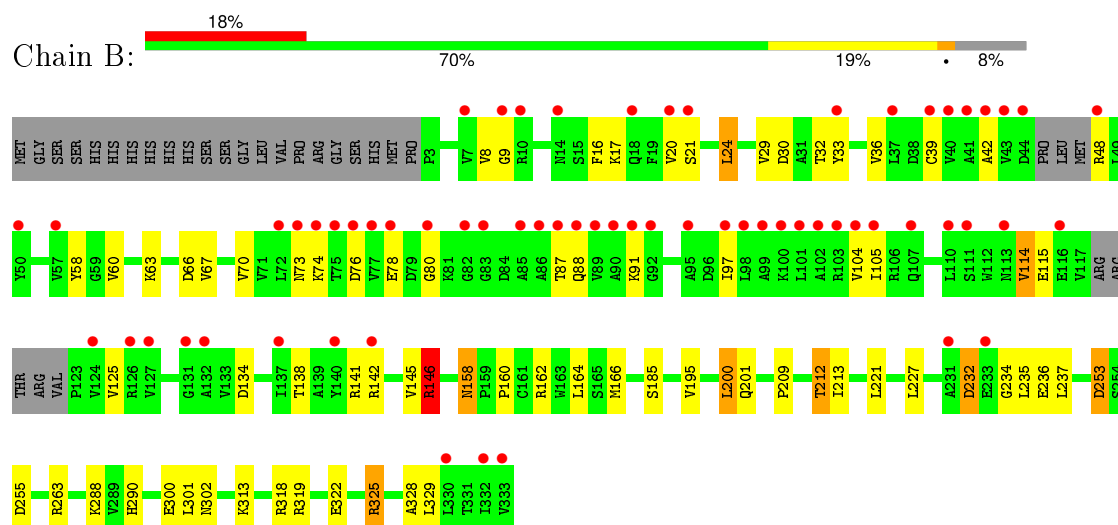 18%
Chain B:
70% 19% • 8%
MET GLY SER SER HIS HIS HIS HIS HIS HIS SER SER GLY LEU VAL PRO ARG GLY SER HIS MET PRO P3 V7 V8 G9 R10 N14 S15 F16 K17 Q18 F19 V20 S21 L24 V29 D30 A31 T32 Y33 V36 L37 D38 C39 V40 A41 A42 V43 D44 PRO LEU MET R48 L49
Y50 V57 Y58 G59 V60 K63 D66 V67 V70 V71 L72 N73 K74 T75 D76 V77 E78 D79 G80 K81 G82 G83 D84 A85 A86 T87 Q88 V89 A90 K91 G92 A95 D96 I97 L98 A99 K100 L101 A102 R103 V104 I105 R106 Q107 L110 S111 W112 N113 V114 E115 E116 V117 ARG ARG
THR ARG VAL P123 V124 V125 R126 V127 G131 A132 V133 D134 I137 T138 A139 Y140 R141 R142 V145 R146 N158 P159 P160 C161 R162 W163 L164 S165 M166 S185 V195 L200 Q201 P209 T212 I213 L221 L227 A231 D232 E233 G234 L235 E236 L237 D253 S254
D255 R263 K288 V289 H290 E300 L301 N302 K313 R318 R319 E322 R325 A328 L329 L330 T331 I332 V333